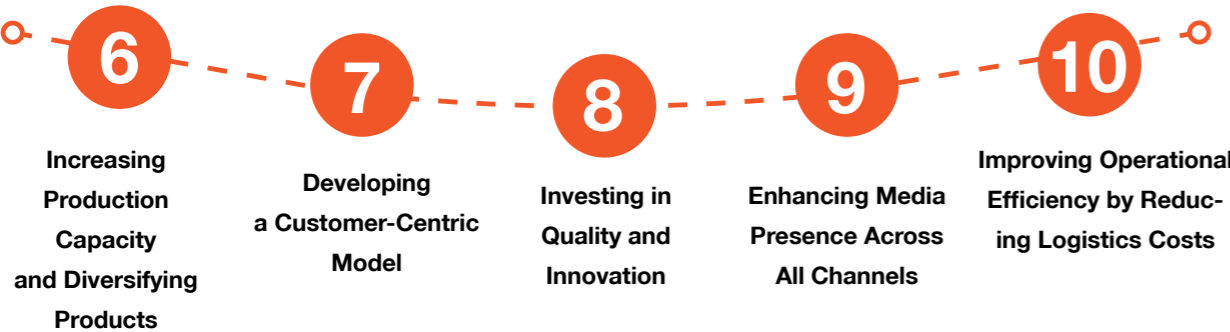 6
Increasing
Production
Capacity
and Diversifying
Products
7
Developing
a Customer-Centric
Model
8
Investing in
Quality and
Innovation
9
Enhancing Media
Presence Across
All Channels
10
Improving Operational
Efficiency by Reduc-
ing Logistics Costs